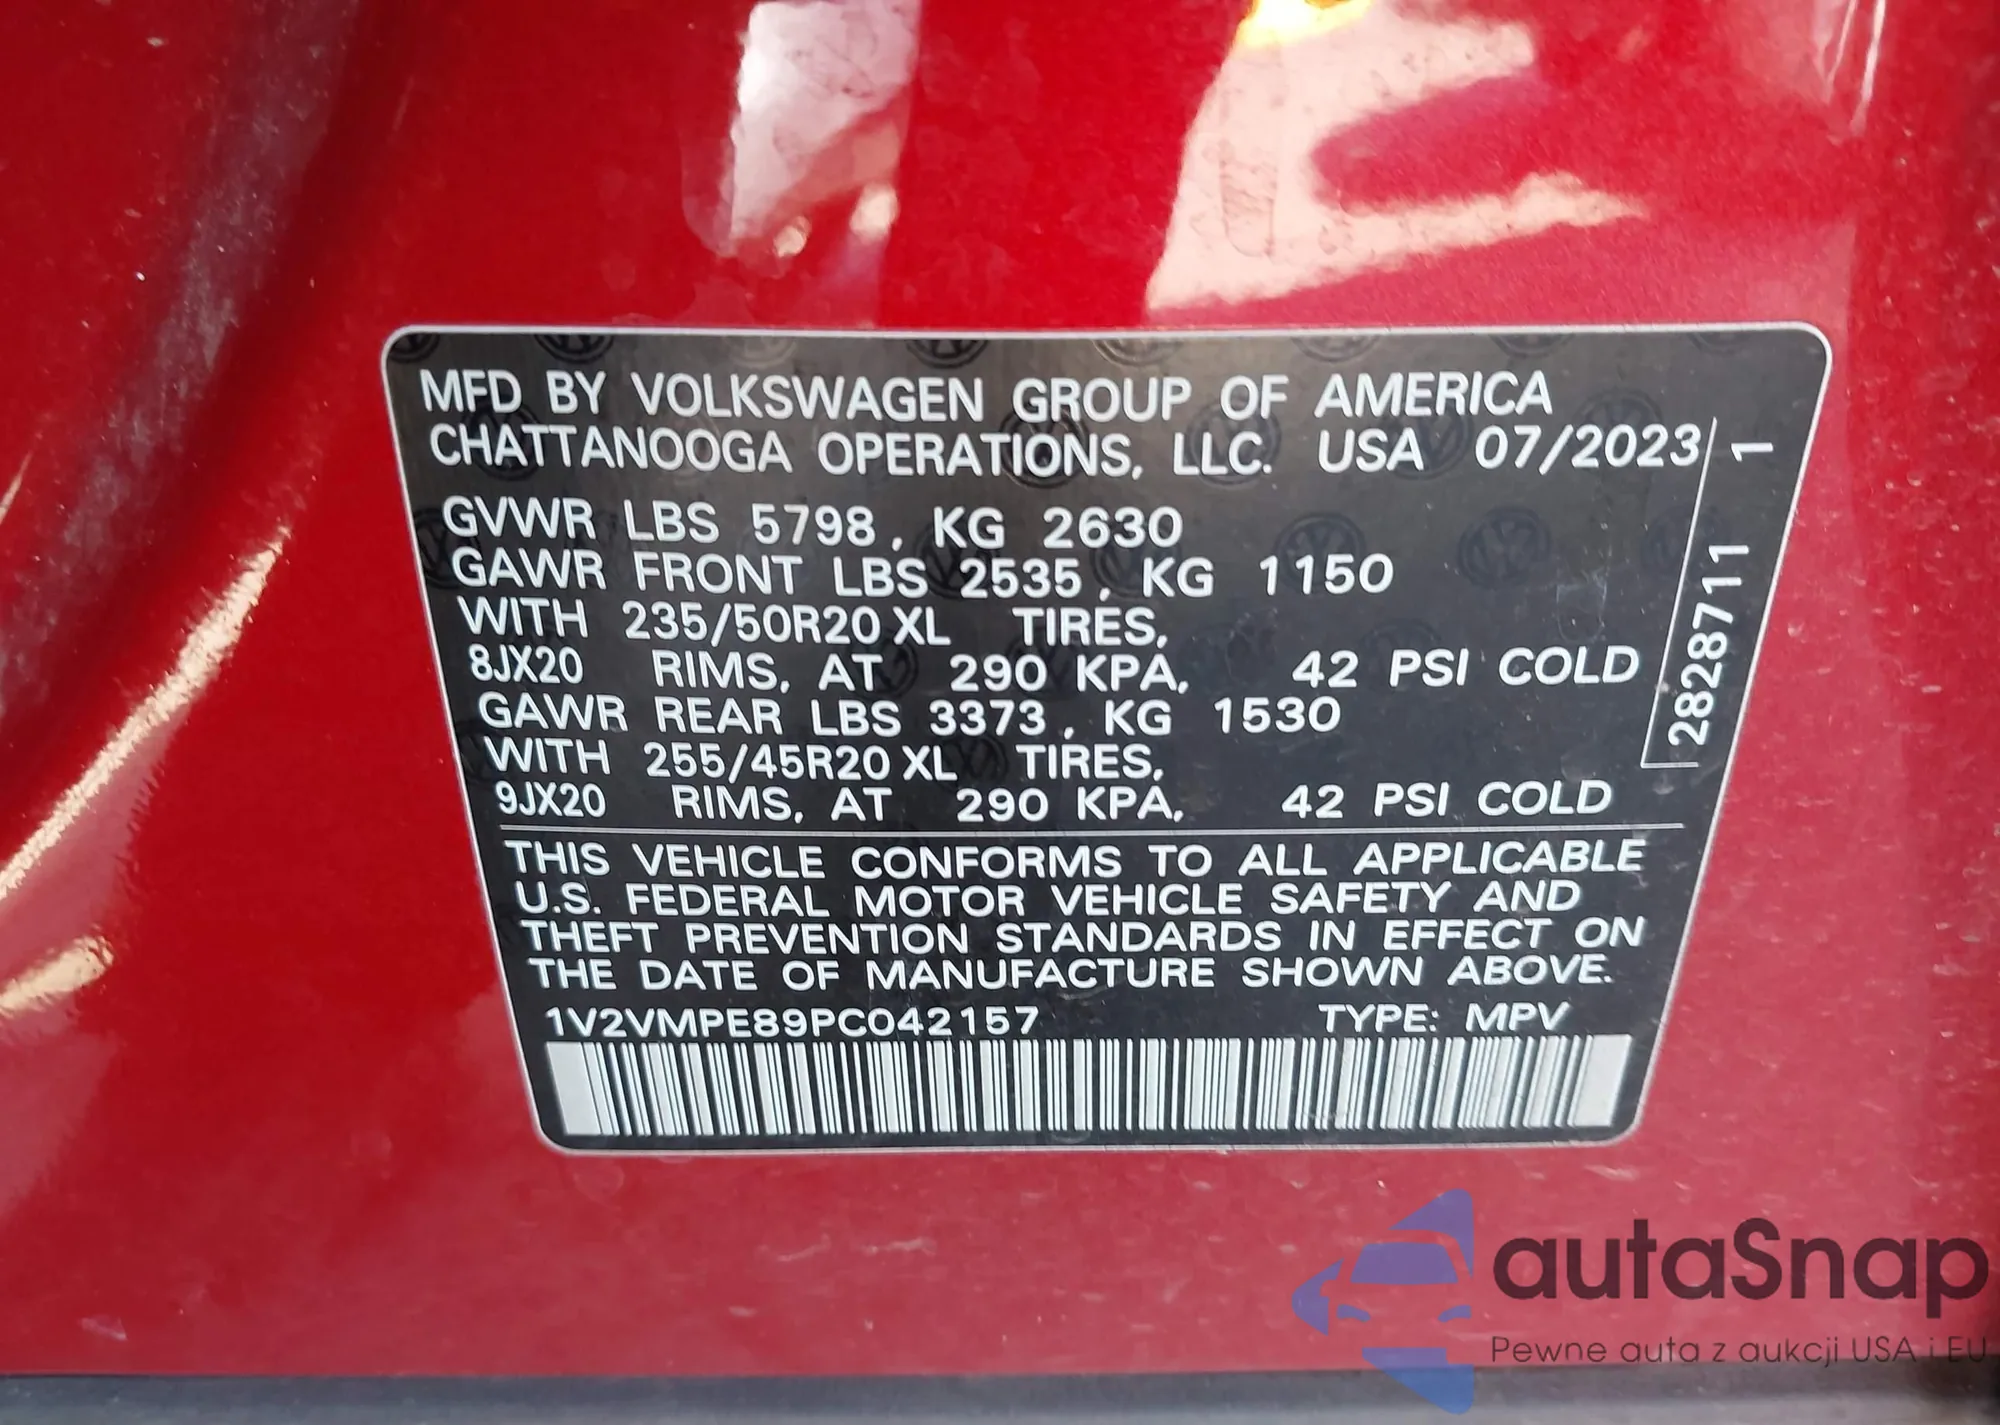 MFD BY VOLKSWAGEN GROUP OF AMERICA
CHATTANOOGA OPERATIONS, LLC. USA 07/2023
GVWR LBS 5798, KG 2630
GAWR FRONT LBS 2535, KG 1150
WITH 235/50R20 XL TIRES,
8JX20 RIMS, AT 290 KPA, 42 PSI COLD
GAWR REAR LBS 3373, KG 1530
WITH 255/45R20 XL TIRES,
9JX20 RIMS, AT 290 KPA, 42 PSI COLD
2828711 1
THIS VEHICLE CONFORMS TO ALL APPLICABLE
U.S. FEDERAL MOTOR VEHICLE SAFETY AND
THEFT PREVENTION STANDARDS IN EFFECT ON
THE DATE OF MANUFACTURE SHOWN ABOVE.
1V2VMPE89PC042157 TYPE: MPV
autaSnap
Pewne auta z aukcji USA i EU